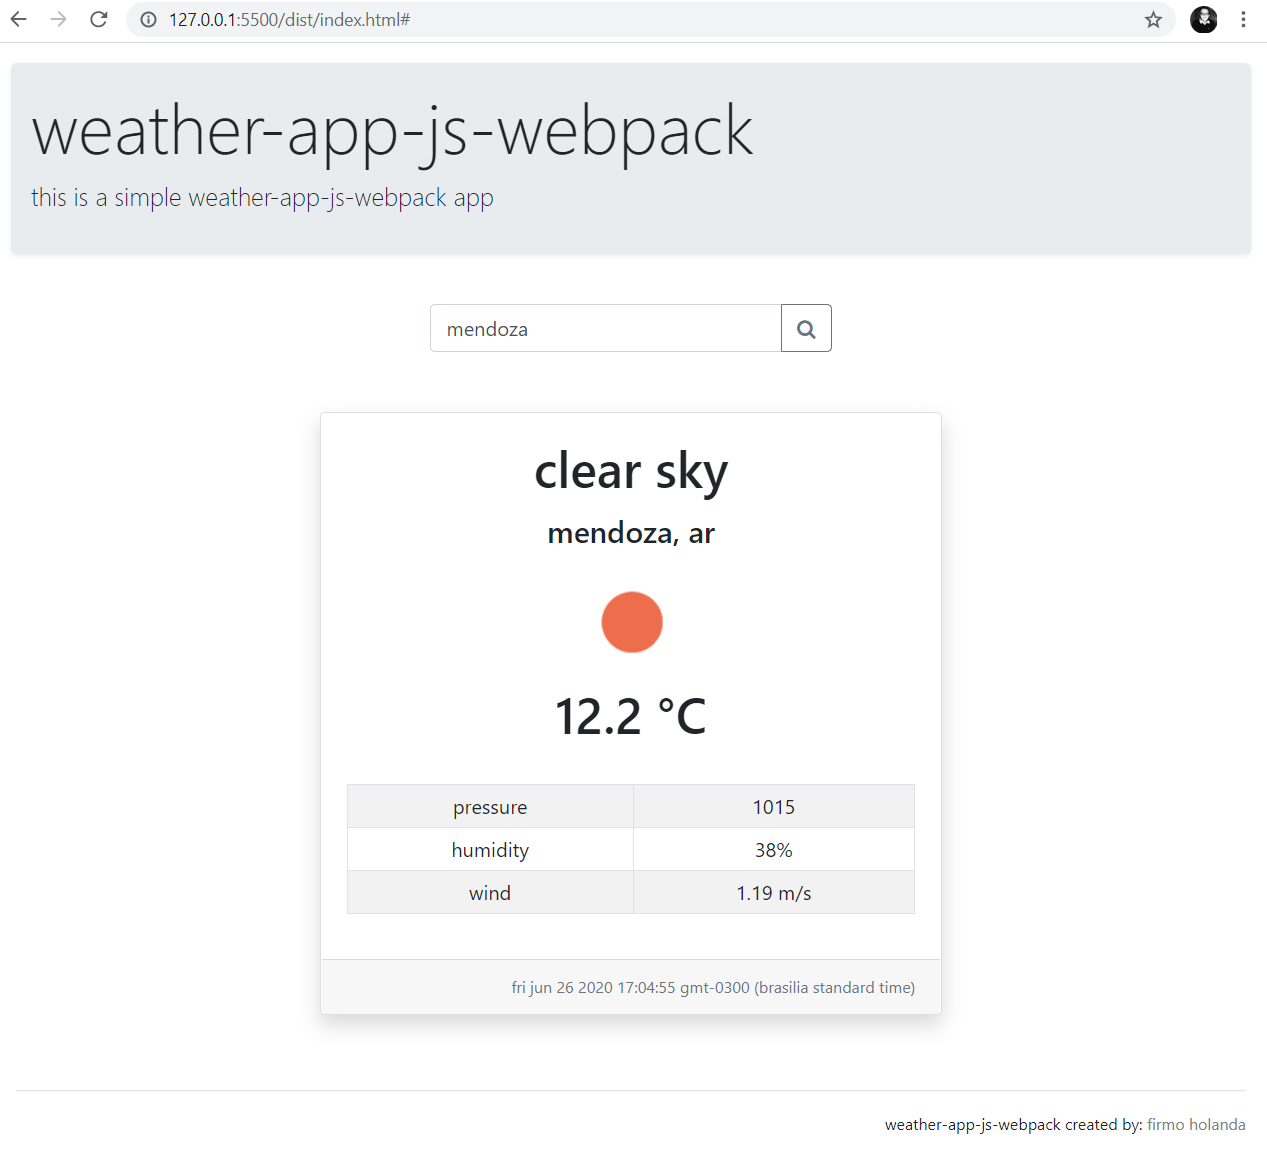 127.0.0.1:5500/dist/index.html#
weather-app-js-webpack
this is a simple weather-app-js-webpack app
mendoza
clear sky
mendoza, ar
12.2 °C
pressure 1015
humidity 38%
wind 1.19 m/s
fri jun 26 2020 17:04:55 gmt-0300 (brasilia standard time)
weather-app-js-webpack created by: firmo holanda